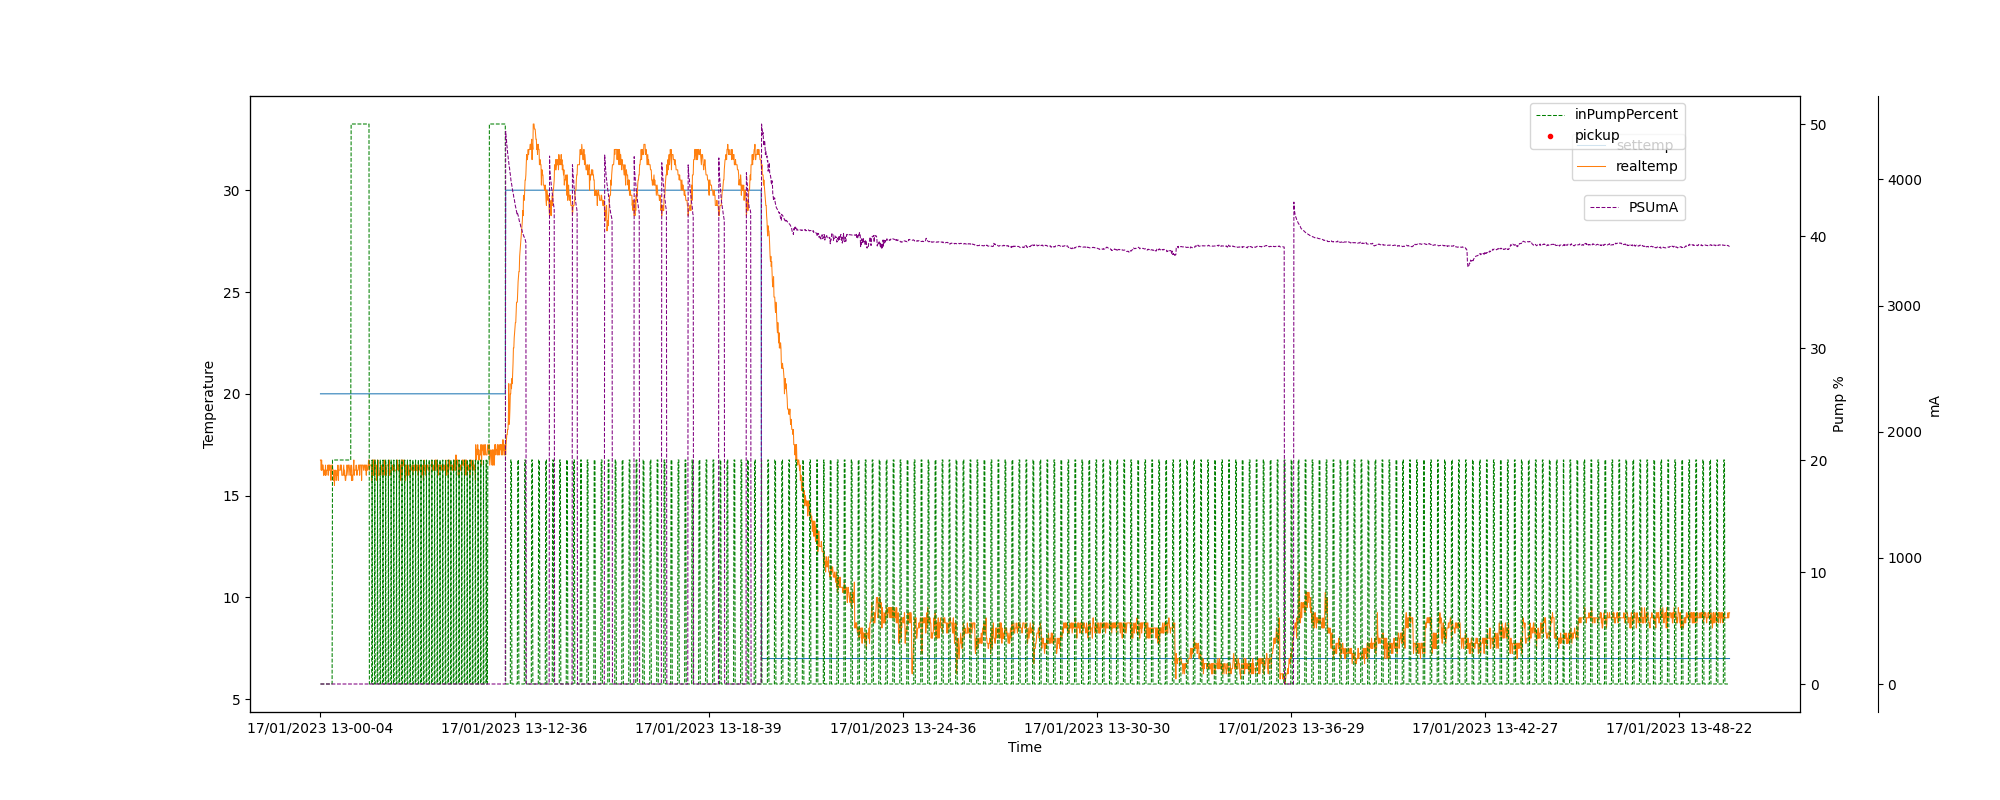 inPumpPercent
pickup
settemp
realtemp
PSUmA
Temperature
30
25
20
15
10
5
50
40
30
20
10
0
Pump %
4000
3000
2000
1000
0
mA
17/01/2023 13-00-04
17/01/2023 13-12-36
17/01/2023 13-18-39
17/01/2023 13-24-36
17/01/2023 13-30-30
17/01/2023 13-36-29
17/01/2023 13-42-27
17/01/2023 13-48-22
Time